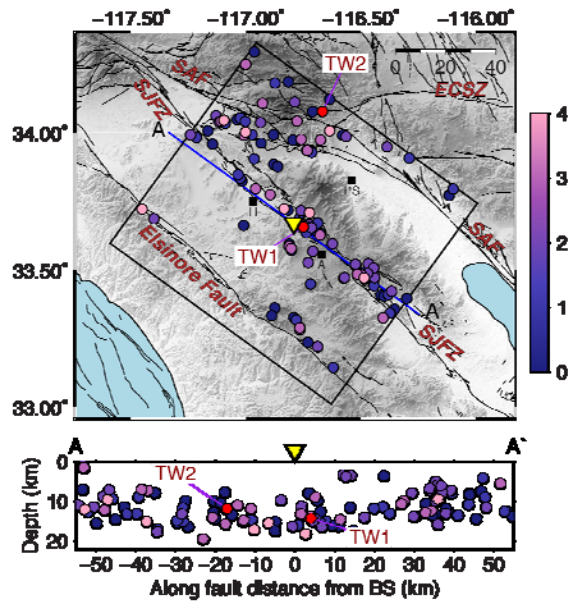 −117.50° −117.00° −116.50° −116.00°
TW2
0 20 40
SAF
ECSZ
SJFZ
34.00°
A
4
3
2
1
0
S
H
TW1
A
33.50°
Elsinore Fault
SAF
A`
SJFZ
33.00°
A A`
0
10
20
Depth (km)
TW2
TW1
−50 −40 −30 −20 −10 0 10 20 30 40 50
Along fault distance from BS (km)